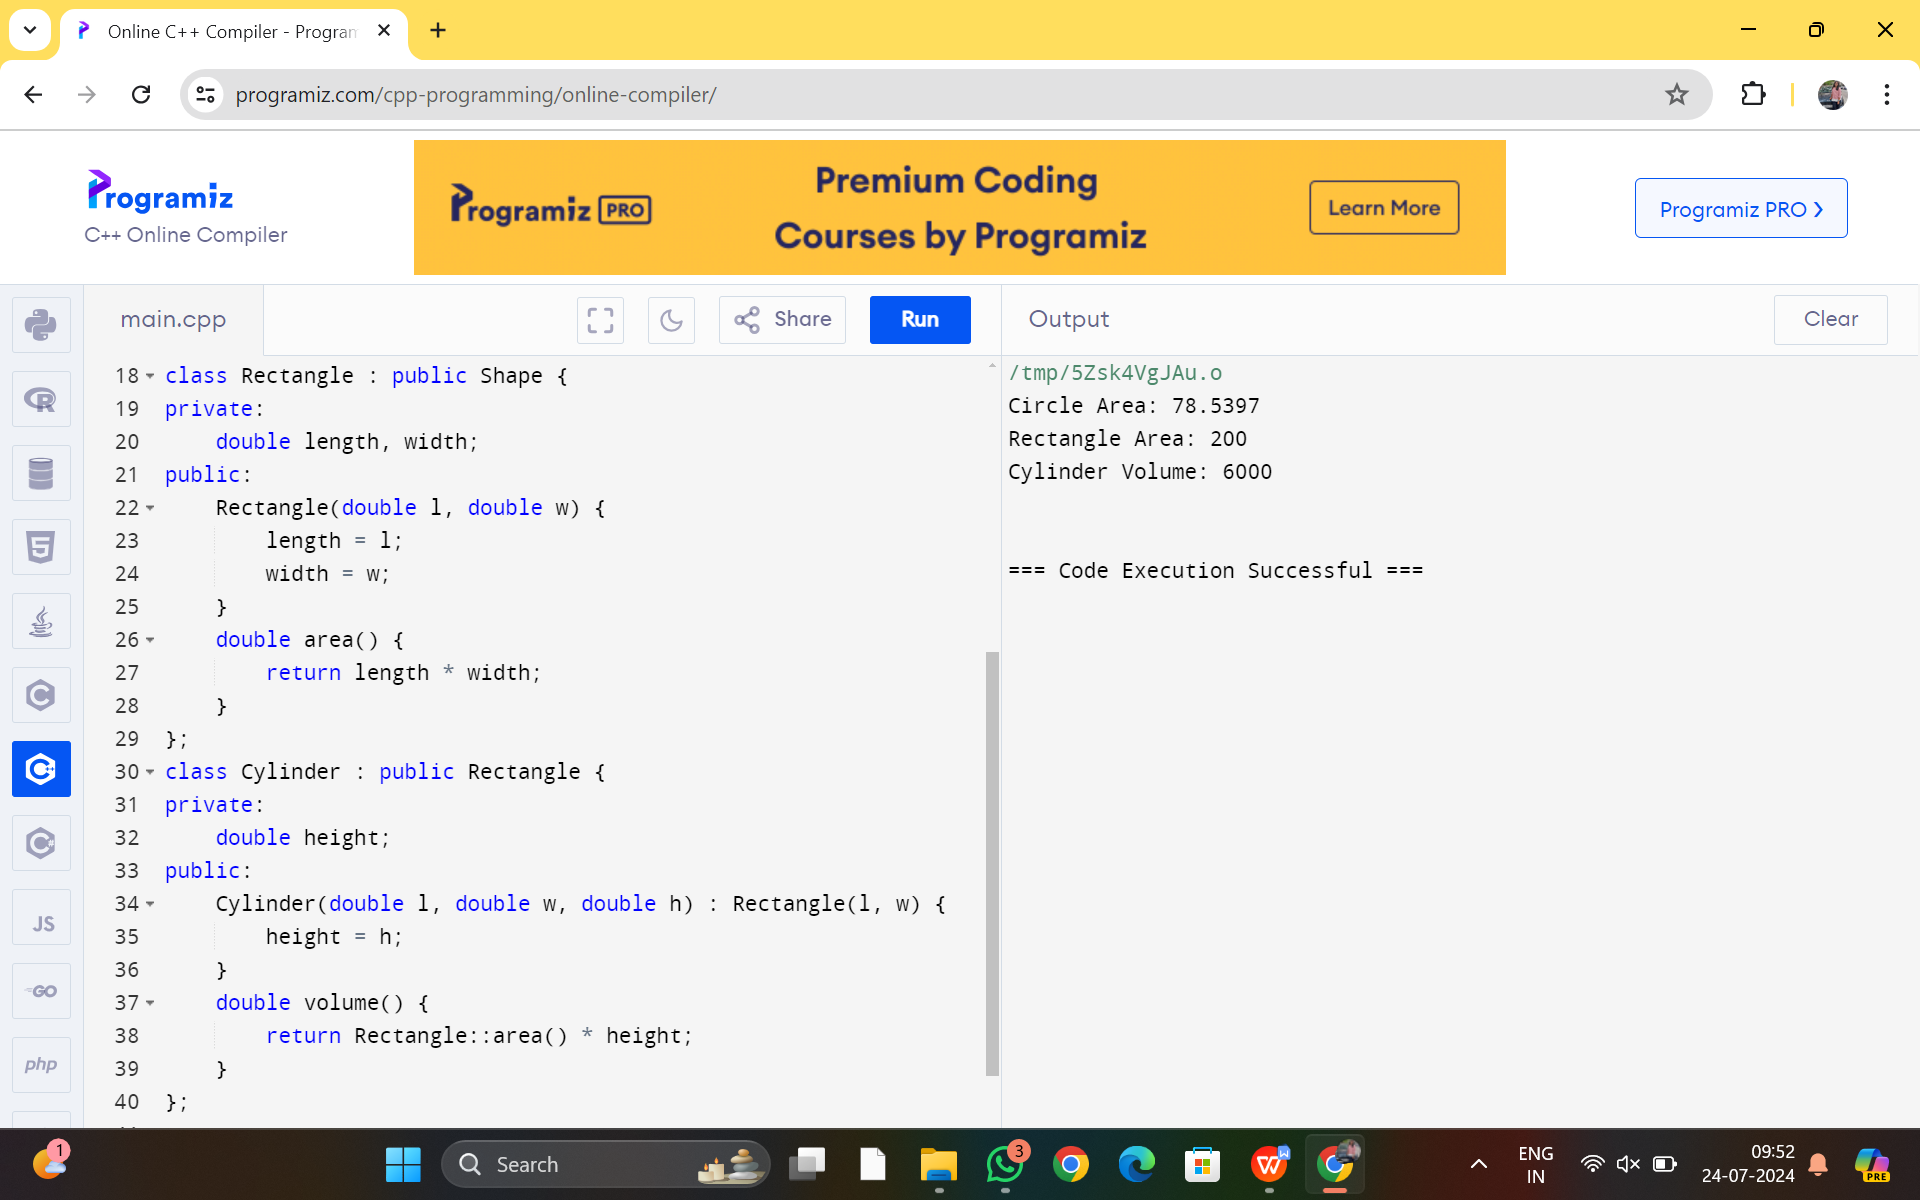 Online C++ Compiler - Program
programiz.com/cpp-programming/online-compiler/
Programiz
C++ Online Compiler
Programiz PRO
Premium Coding
Courses by Programiz
Learn More
Programiz PRO ❯
main.cpp
Share
Run
Output
Clear
18 class Rectangle : public Shape {
19 private:
20     double length, width;
21 public:
22     Rectangle(double l, double w) {
23         length = l;
24         width = w;
25     }
26     double area() {
27         return length * width;
28     }
29 };
30 class Cylinder : public Rectangle {
31 private:
32     double height;
33 public:
34     Cylinder(double l, double w, double h) : Rectangle(l, w) {
35         height = h;
36     }
37     double volume() {
38         return Rectangle::area() * height;
39     }
40 };
/tmp/5Zsk4VgJAu.o
Circle Area: 78.5397
Rectangle Area: 200
Cylinder Volume: 6000
=== Code Execution Successful ===
R
5
C
C++
C#
JS
GO
php
1
Search
3
W
W
ENG
IN
09:52
24-07-2024
PRE